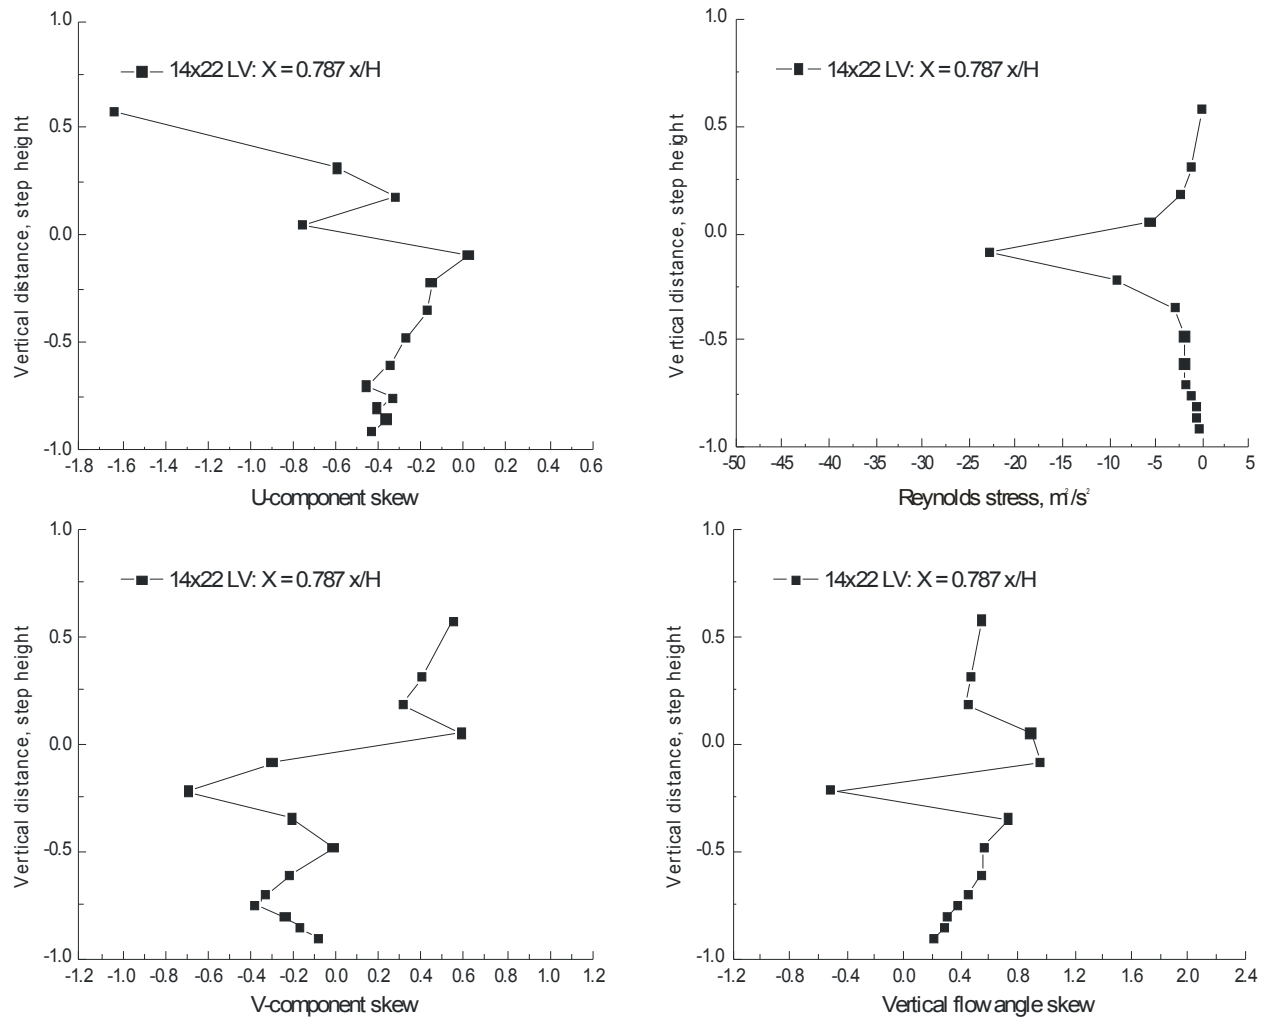 1.0
14x22 LV: X = 0.787 x/H
0.5
0.0
-0.5
-1.0
Vertical distance, step height
-1.8 -1.6 -1.2 -1.0 -0.8 -0.6 -0.4 -0.2 0.0 0.2 0.4 0.6
U-component skew
1.0
14x22 LV: X = 0.787 x/H
0.5
0.0
-0.5
-1.0
Vertical distance, step height
-50 -45 -40 -35 -30 -25 -20 -15 -10 -5 0 5
Reynolds stress, m²/s²
1.0
14x22 LV: X = 0.787 x/H
0.5
0.0
-0.5
-1.0
Vertical distance, step height
-1.2 -1.0 -0.8 -0.6 -0.4 -0.2 0.0 0.2 0.4 0.6 1.0 1.2
V-component skew
1.0
14x22 LV: X = 0.787 x/H
0.5
0.0
-0.5
-1.0
Vertical distance, step height
-1.2 -0.8 -0.4 0.0 0.4 0.8 1.2 1.6 2.0 2.4
Vertical flow angle skew